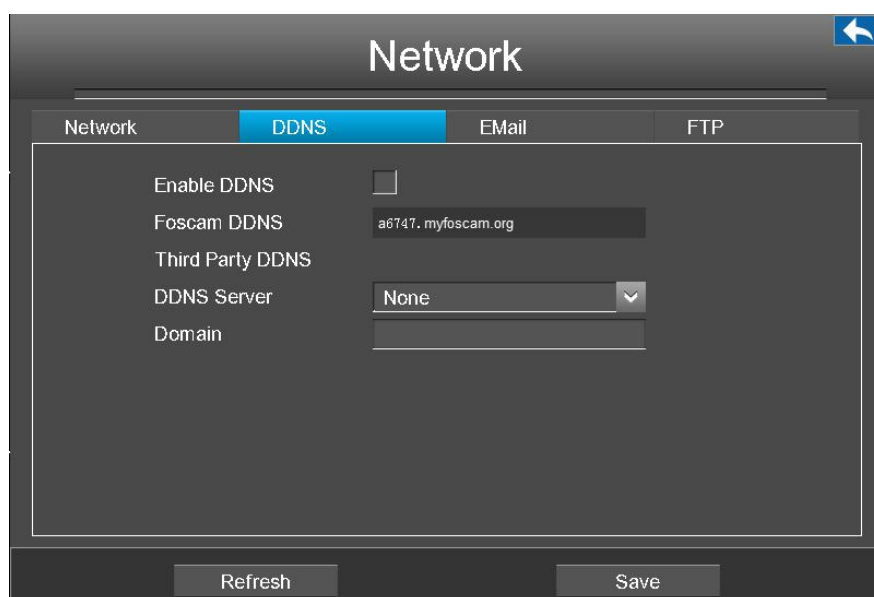 Network
Network DDNS EMail FTP
Enable DDNS
Foscam DDNS a6747.myfoscam.org
Third Party DDNS
DDNS Server None
Domain
Refresh Save